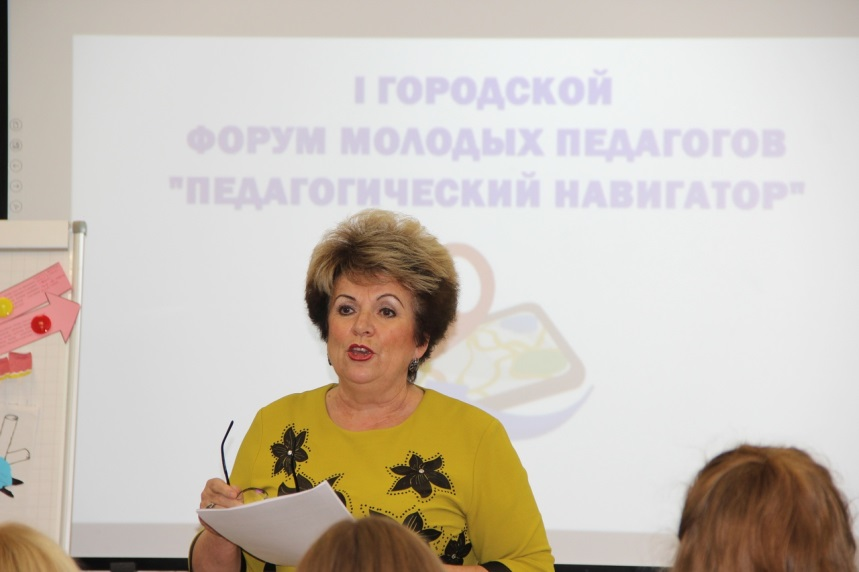 I ГОРОДСКОЙ
ФОРУМ МОЛОДЫХ ПЕДАГОГОВ
"ПЕДАГОГИЧЕСКИЙ НАВИГАТОР"